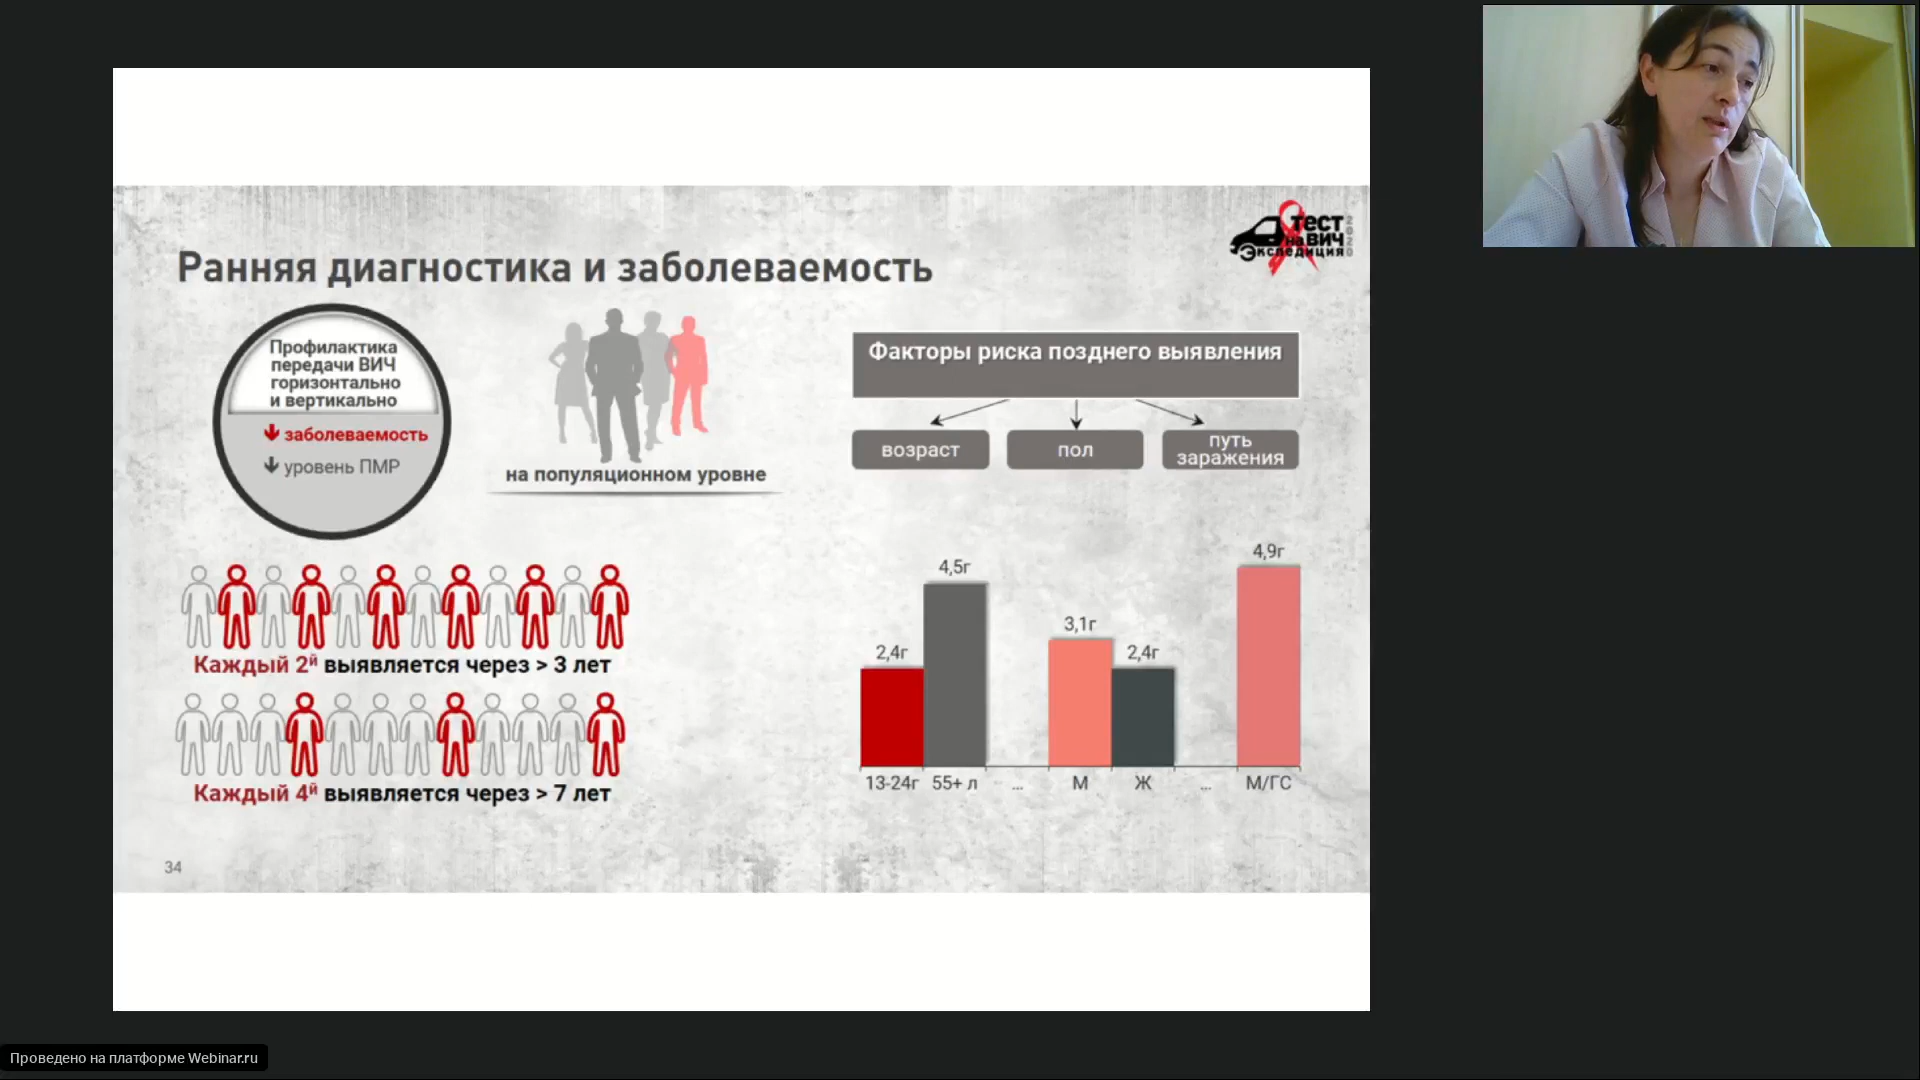 Ранняя диагностика и заболеваемость
ТЕСТ
НА ВИЧ
Экспедиция
2020
Профилактика
передачи ВИЧ
горизонтально
и вертикально
заболеваемость
уровень ПМР
на популяционном уровне
Факторы риска позднего выявления
возраст
пол
путь
заражения
Каждый 2й выявляется через > 3 лет
Каждый 4й выявляется через > 7 лет
2,4г
4,5г
3,1г
2,4г
4,9г
13-24г
55+ л
...
М
Ж
...
М/ГС
34
Проведено на платформе Webinar.ru